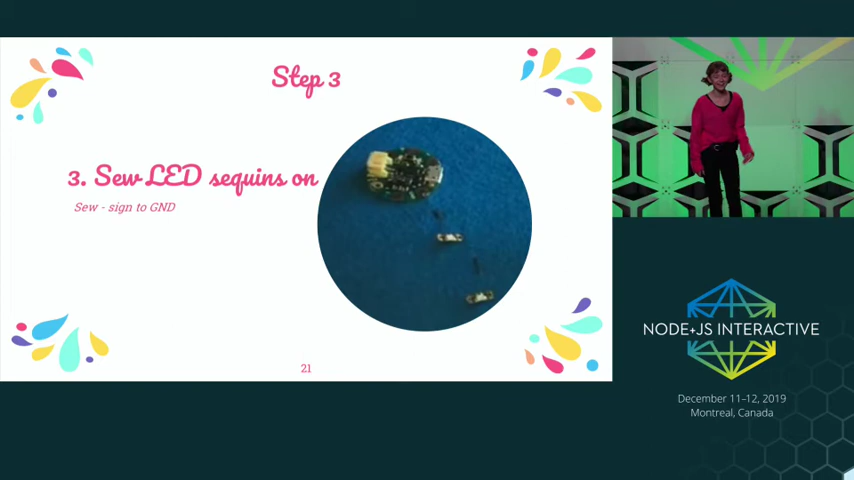 Step 3
3. Sew LED sequins on
Sew - sign to GND
21
NODE+JS INTERACTIVE
December 11–12, 2019
Montreal, Canada